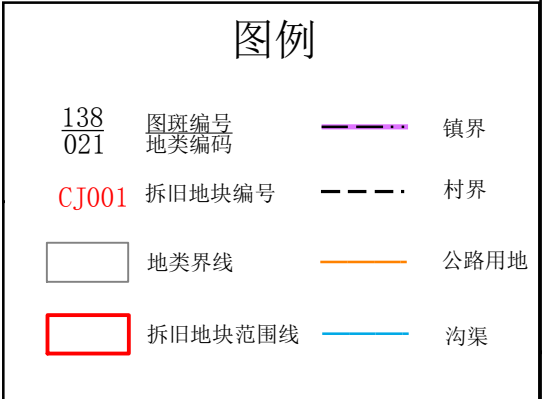 图例
138 图斑编号 镇界
021 地类编码
CJ001 拆旧地块编号 村界
地类界线 公路用地
拆旧地块范围线 沟渠